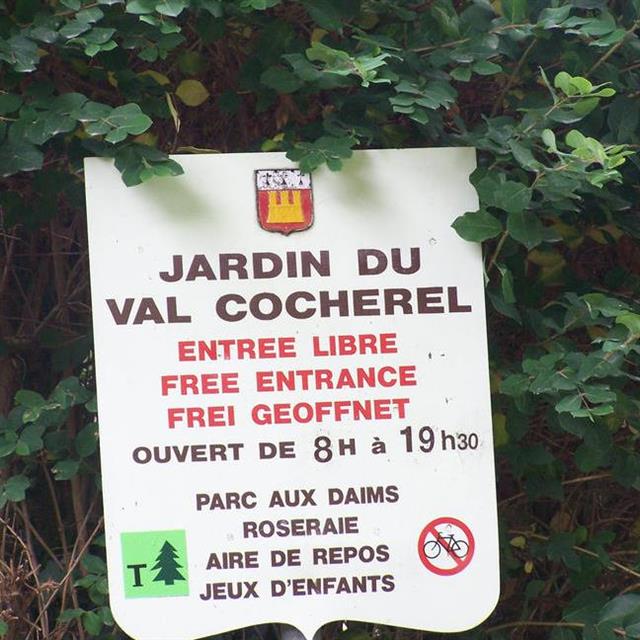 JARDIN DU
VAL COCHEREL
ENTREE LIBRE
FREE ENTRANCE
FREI GEOFFNET
OUVERT DE 8H à 19h30
PARC AUX DAIMS
ROSERAIE
AIRE DE REPOS
JEUX D'ENFANTS
T